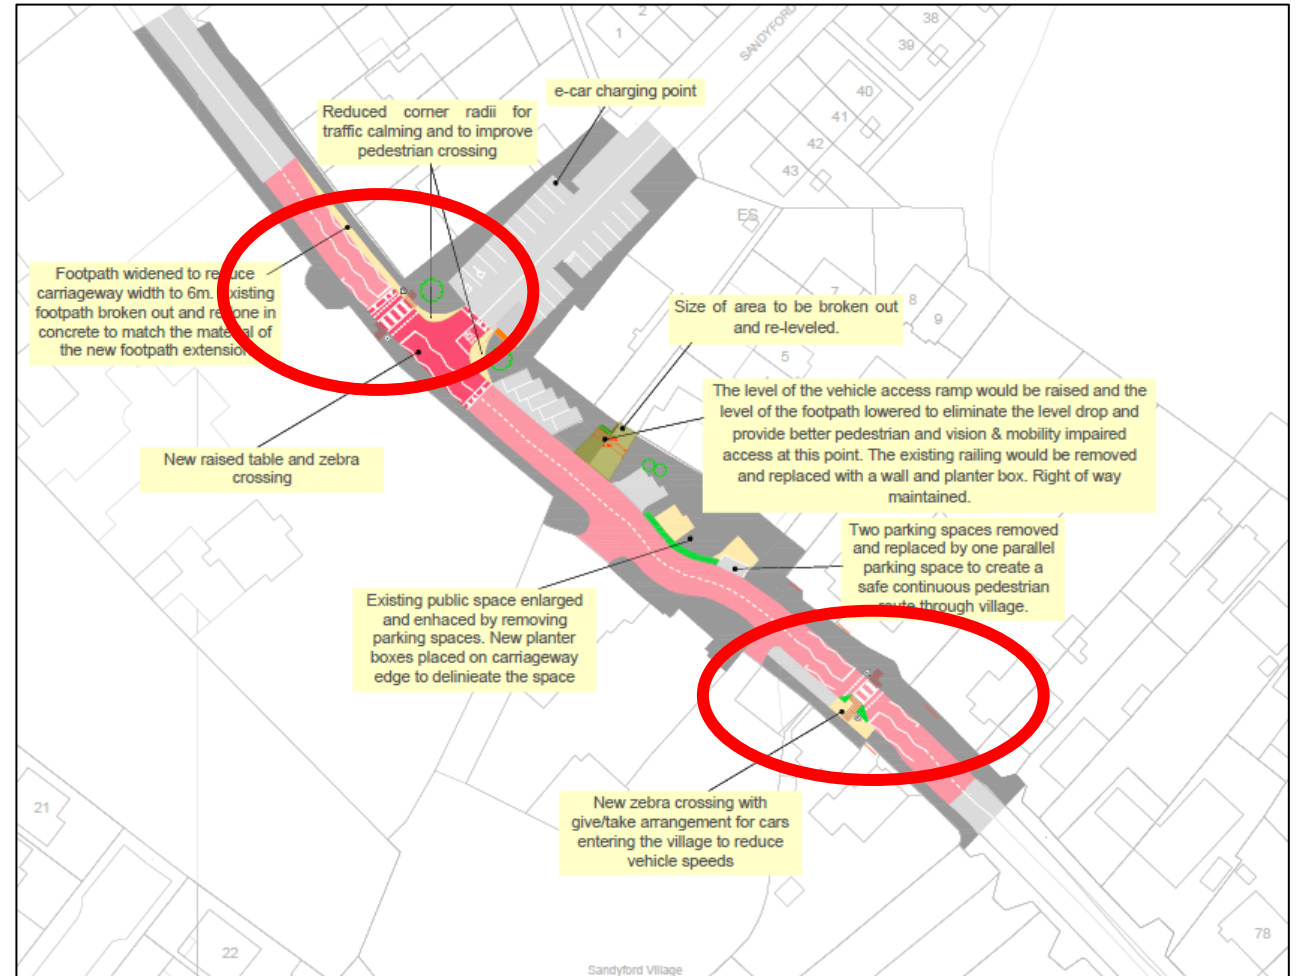 2
1
38
39
SANDYFORD
40
41
42
43
e-car charging point
Reduced corner radii for
traffic calming and to improve
pedestrian crossing
ES
Footpath widened to reduce
carriageway width to 6m. Existing
footpath broken out and redone in
concrete to match the material of
the new footpath extension
Size of area to be broken out
and re-leveled.
7
8
9
5
The level of the vehicle access ramp would be raised and the
level of the footpath lowered to eliminate the level drop and
provide better pedestrian and vision & mobility impaired
access at this point. The existing railing would be removed
and replaced with a wall and planter box. Right of way
maintained.
New raised table and zebra
crossing
Two parking spaces removed
and replaced by one parallel
parking space to create a
safe continuous pedestrian
route through village.
Existing public space enlarged
and enhaced by removing
parking spaces. New planter
boxes placed on carriageway
edge to delinieate the space
New zebra crossing with
give/take arrangement for cars
entering the village to reduce
vehicle speeds
21
22
78
Sandyford Village